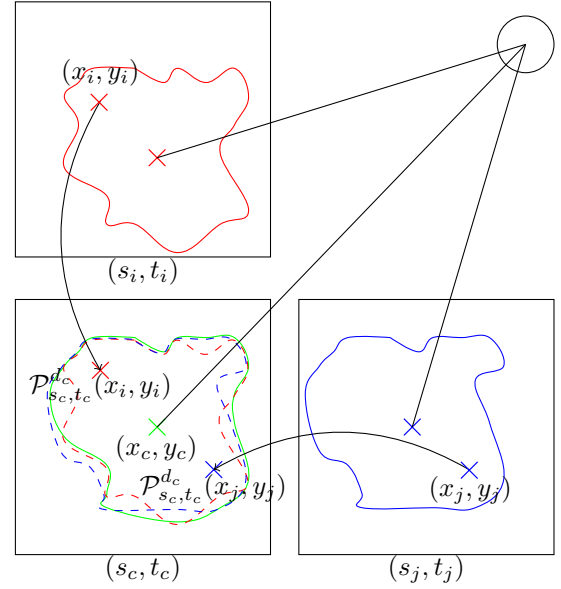 (x_i, y_i)
(s_i, t_i)
𝒫^{d_c}_{s_c,t_c}(x_i, y_i)
(x_c, y_c)
𝒫^{d_c}_{s_c,t_c}(x_j, y_j)
(x_j, y_j)
(s_c, t_c)
(s_j, t_j)